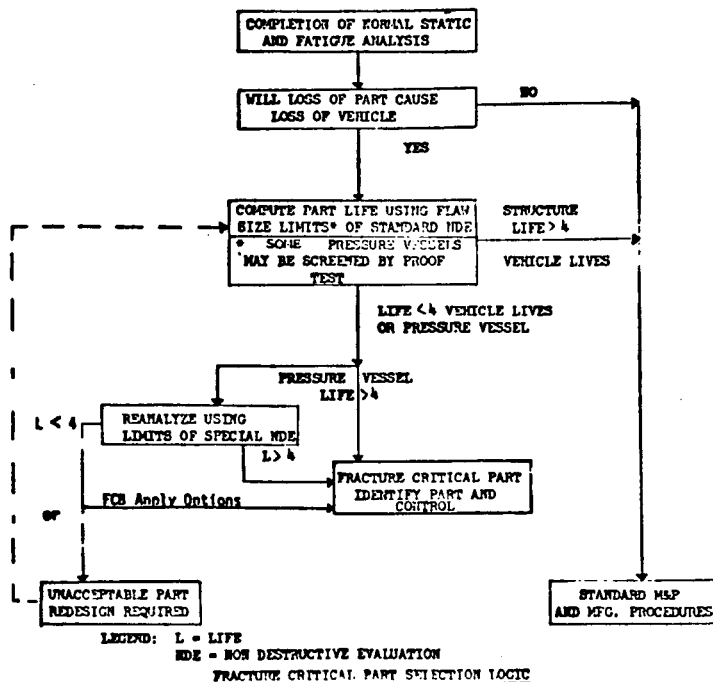 COMPLETION OF NORMAL STATIC
AND FATIGUE ANALYSIS
WILL LOSS OF PART CAUSE
LOSS OF VEHICLE
NO
YES
COMPUTE PART LIFE USING FLAW
SIZE LIMITS* OF STANDARD NDE
* SOME PRESSURE VESSELS
MAY BE SCREENED BY PROOF
TEST
STRUCTURE
LIFE > 4
VEHICLE LIVES
LIFE < 4 VEHICLE LIVES
OR PRESSURE VESSEL
PRESSURE VESSEL
LIFE > 4
L < 4
REANALYZE USING
LIMITS OF SPECIAL NDE
L > 4
FRACTURE CRITICAL PART
IDENTIFY PART AND
CONTROL
FCB Apply Options
or
UNACCEPTABLE PART
REDESIGN REQUIRED
STANDARD M&P
AND MFG. PROCEDURES
LEGEND: L = LIFE
NDE = NON DESTRUCTIVE EVALUATION
FRACTURE CRITICAL PART SELECTION LOGIC